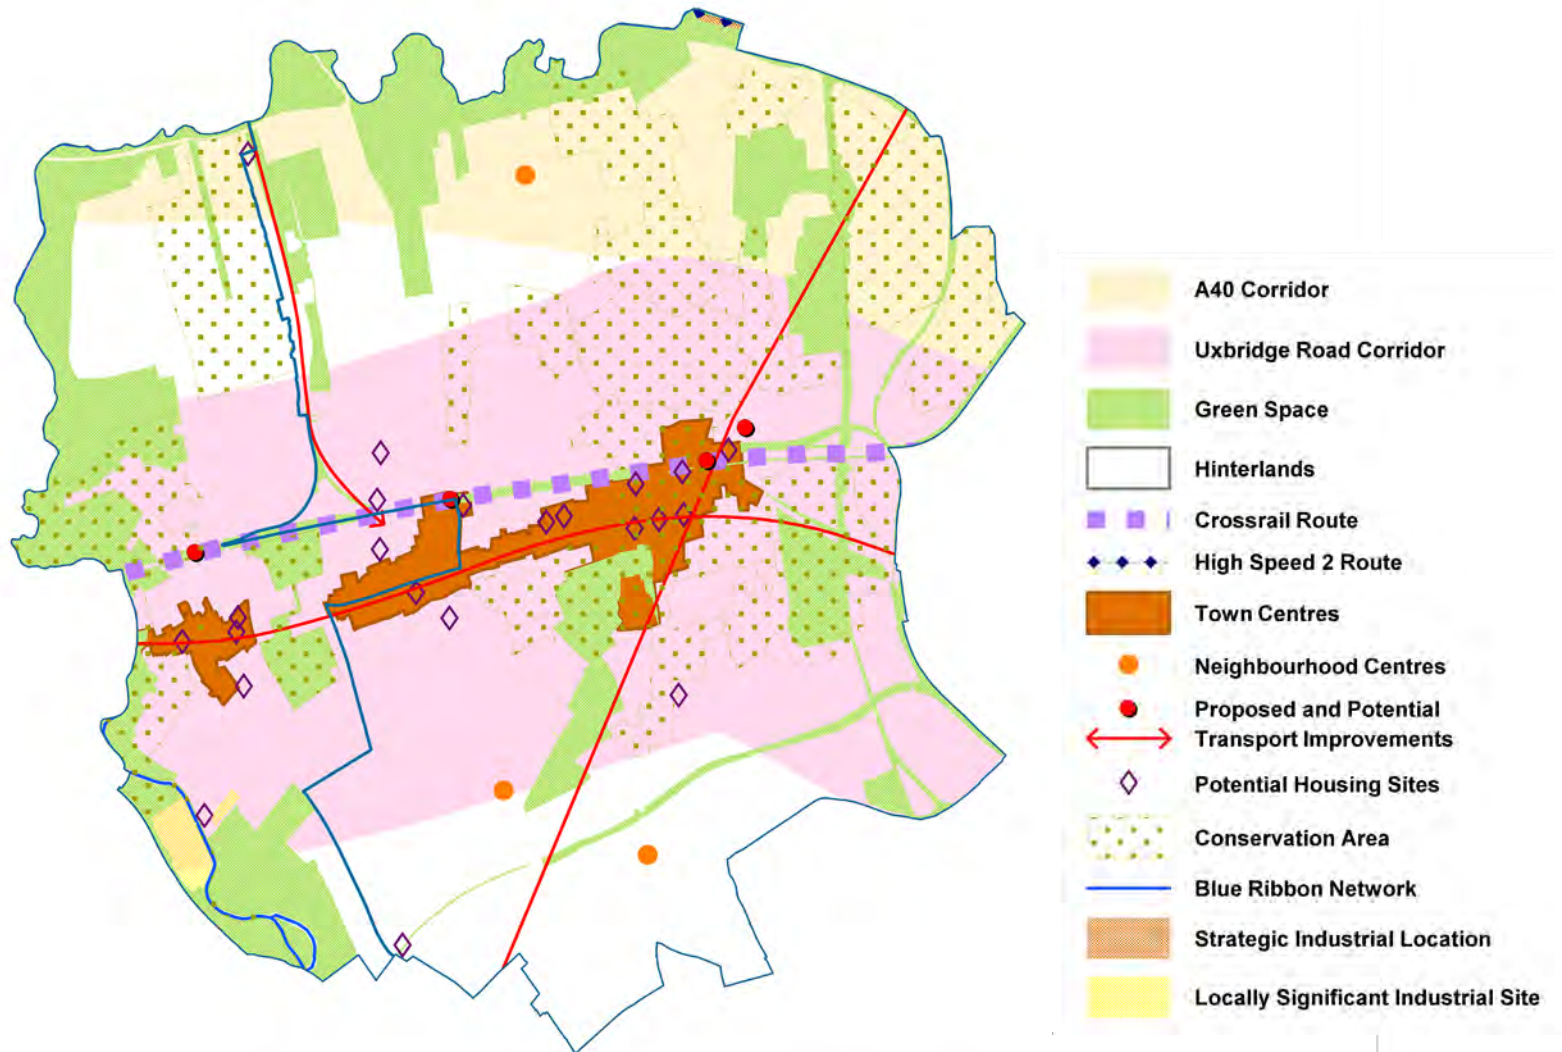 A40 Corridor
Uxbridge Road Corridor
Green Space
Hinterlands
Crossrail Route
High Speed 2 Route
Town Centres
Neighbourhood Centres
Proposed and Potential
Transport Improvements
Potential Housing Sites
Conservation Area
Blue Ribbon Network
Strategic Industrial Location
Locally Significant Industrial Site